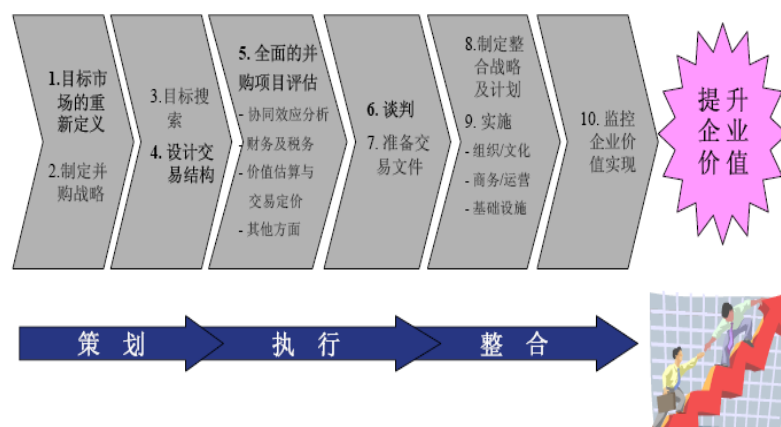 1.目标市
场的重
新定义
2.制定并
购战略
3.目标搜
索
4. 设计交
易结构
5. 全面的并
购项目评估
- 协同效应分析
-财务及税务
- 价值估算与
交易定价
- 其他方面
6. 谈判
7. 准备交
易文件
8.制定整
合战略
及计划
9. 实施
- 组织/文化
- 商务/运营
- 基础设施
10. 监控
企业价
值实现
提 升
企 业
价 值
策 划
执 行
整 合